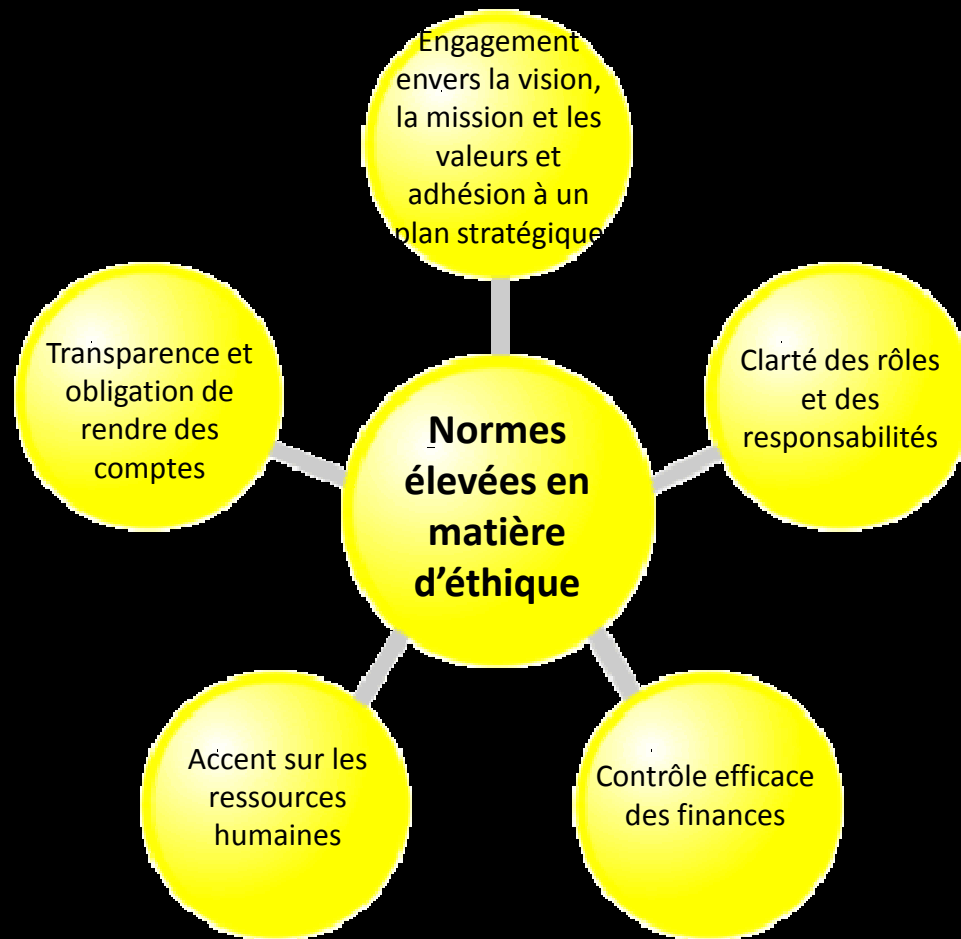 Engagement
envers la vision,
la mission et les
valeurs et
adhésion à un
plan stratégique
Transparence et
obligation de
rendre des
comptes
Clarté des rôles
et des
responsabilités
Normes
élevées en
matière
d’éthique
Accent sur les
ressources
humaines
Contrôle efficace
des finances